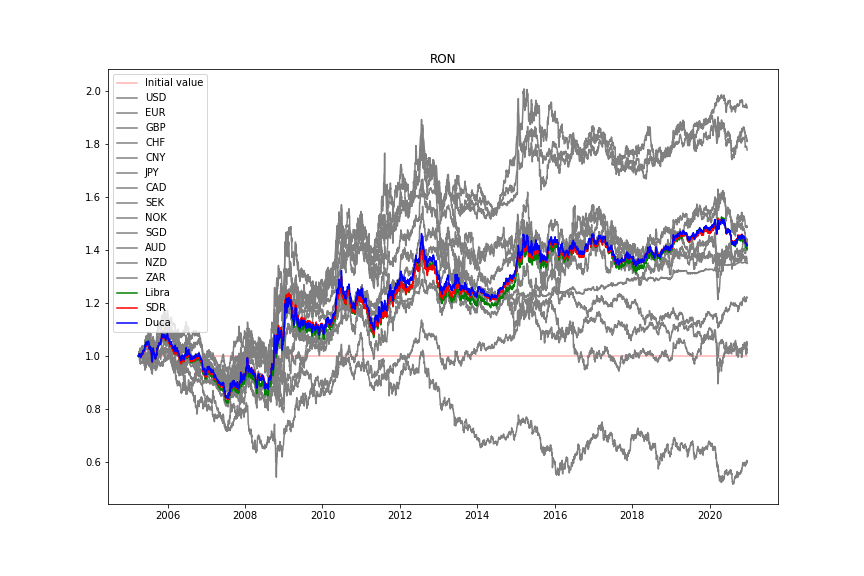 RON
2.0
1.8
1.6
1.4
1.2
1.0
0.8
0.6
Initial value
USD
EUR
GBP
CHF
CNY
JPY
CAD
SEK
NOK
SGD
AUD
NZD
ZAR
Libra
SDR
Duca
2006 2008 2010 2012 2014 2016 2018 2020